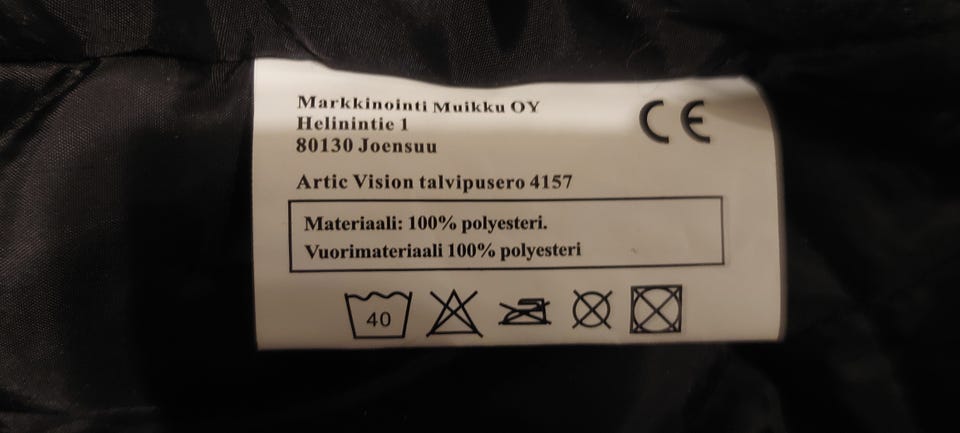 Markkinointi Muikku OY
Helinintie 1
80130 Joensuu
CE
Artic Vision talvipusero 4157
Materiaali: 100% polyesteri.
Vuorimateriaali 100% polyesteri
40